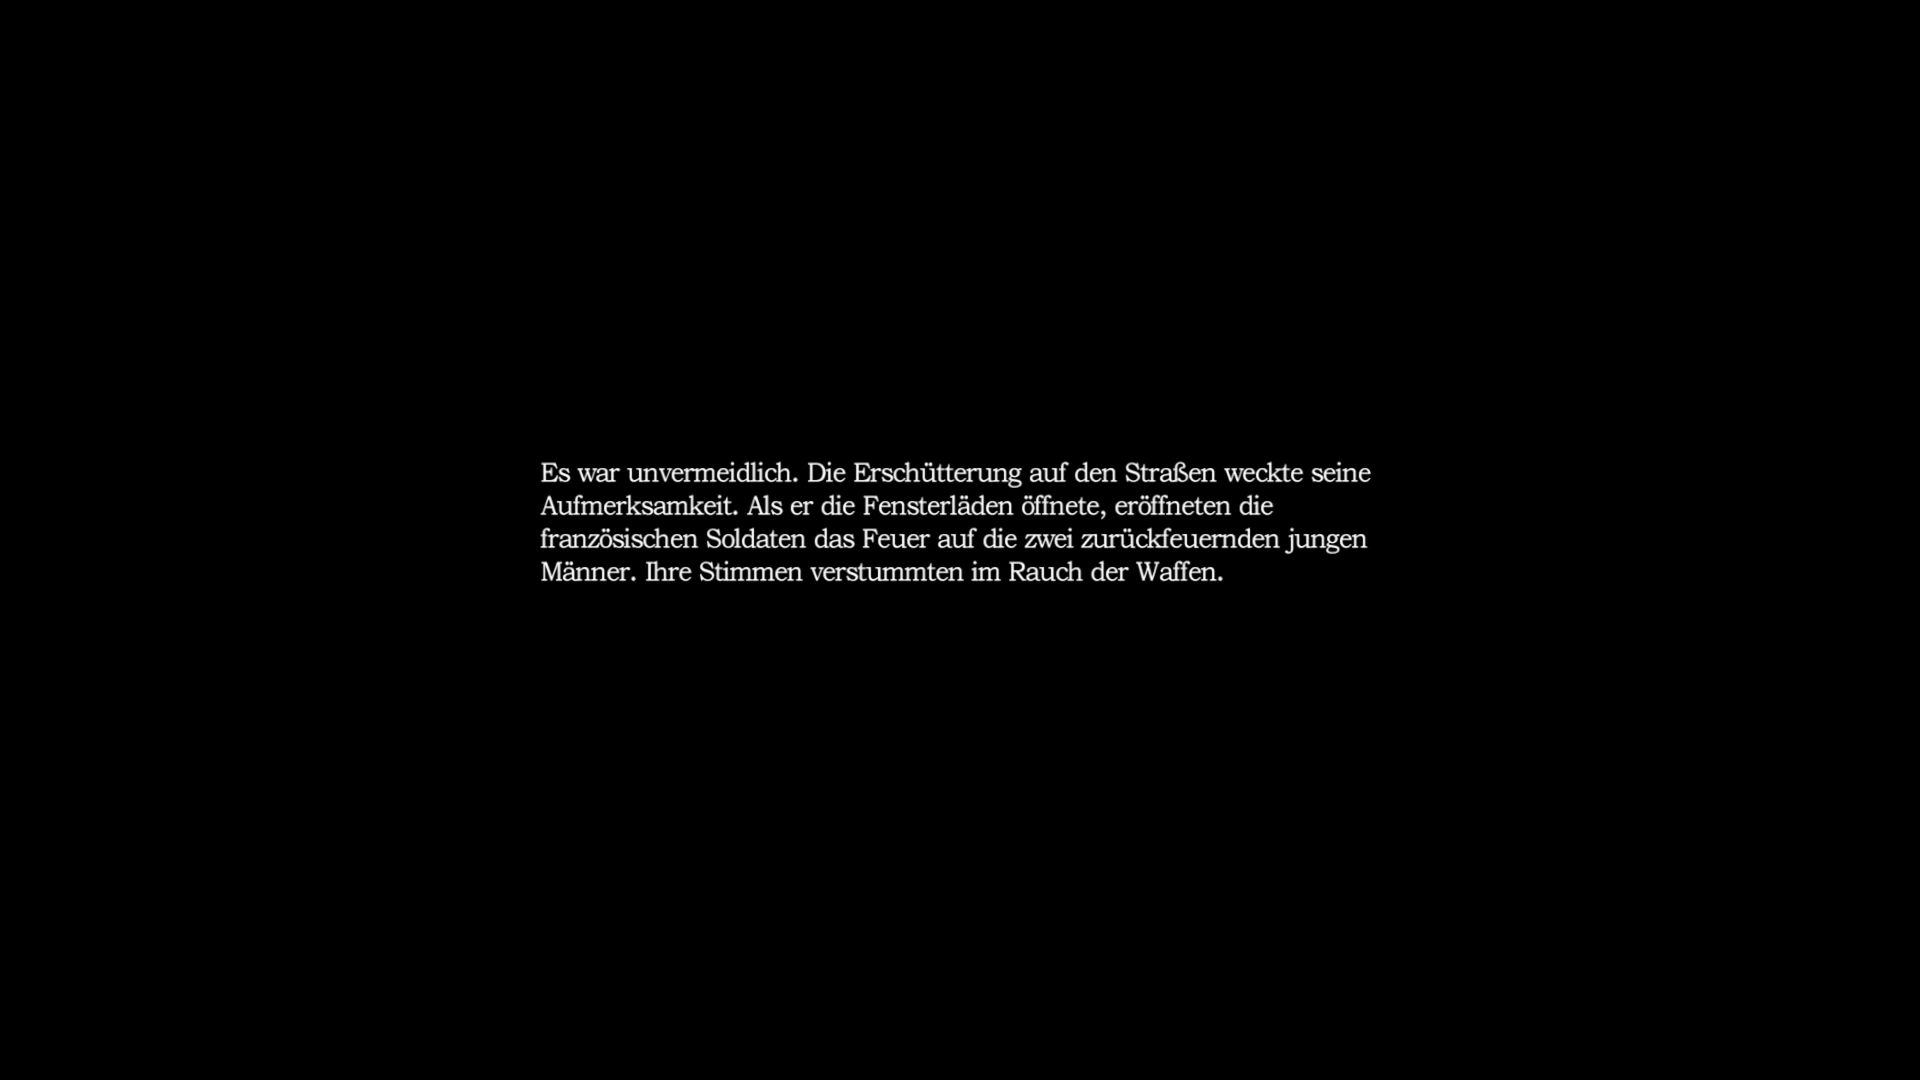 Es war unvermeidlich. Die Erschütterung auf den Straßen weckte seine
Aufmerksamkeit. Als er die Fensterläden öffnete, eröffneten die
französischen Soldaten das Feuer auf die zwei zurückfeuernden jungen
Männer. Ihre Stimmen verstummten im Rauch der Waffen.